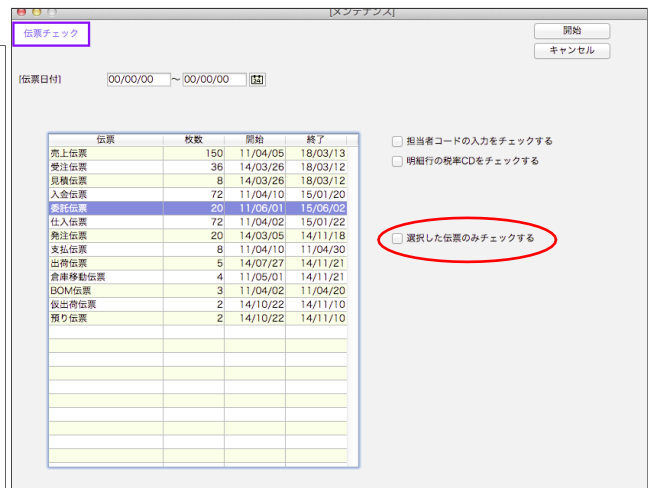 [メンテナンス]
伝票チェック
開始
キャンセル
[伝票日付] 00/00/00 ～ 00/00/00
伝票 枚数 開始 終了
売上伝票 150 11/04/05 18/03/13
受注伝票 36 14/03/26 18/03/12
見積伝票 8 14/03/26 18/03/12
入金伝票 72 11/04/10 15/01/20
委託伝票 20 11/06/01 15/06/02
仕入伝票 72 11/04/02 15/01/22
発注伝票 20 14/03/05 14/11/18
支払伝票 8 11/04/10 11/04/30
出荷伝票 5 14/07/27 14/11/21
倉庫移動伝票 4 11/05/01 14/11/21
BOM伝票 3 11/04/02 11/04/20
仮出荷伝票 2 14/10/22 14/11/10
預り伝票 2 14/10/22 14/11/10
担当者コードの入力をチェックする
明細行の税率CDをチェックする
選択した伝票のみチェックする